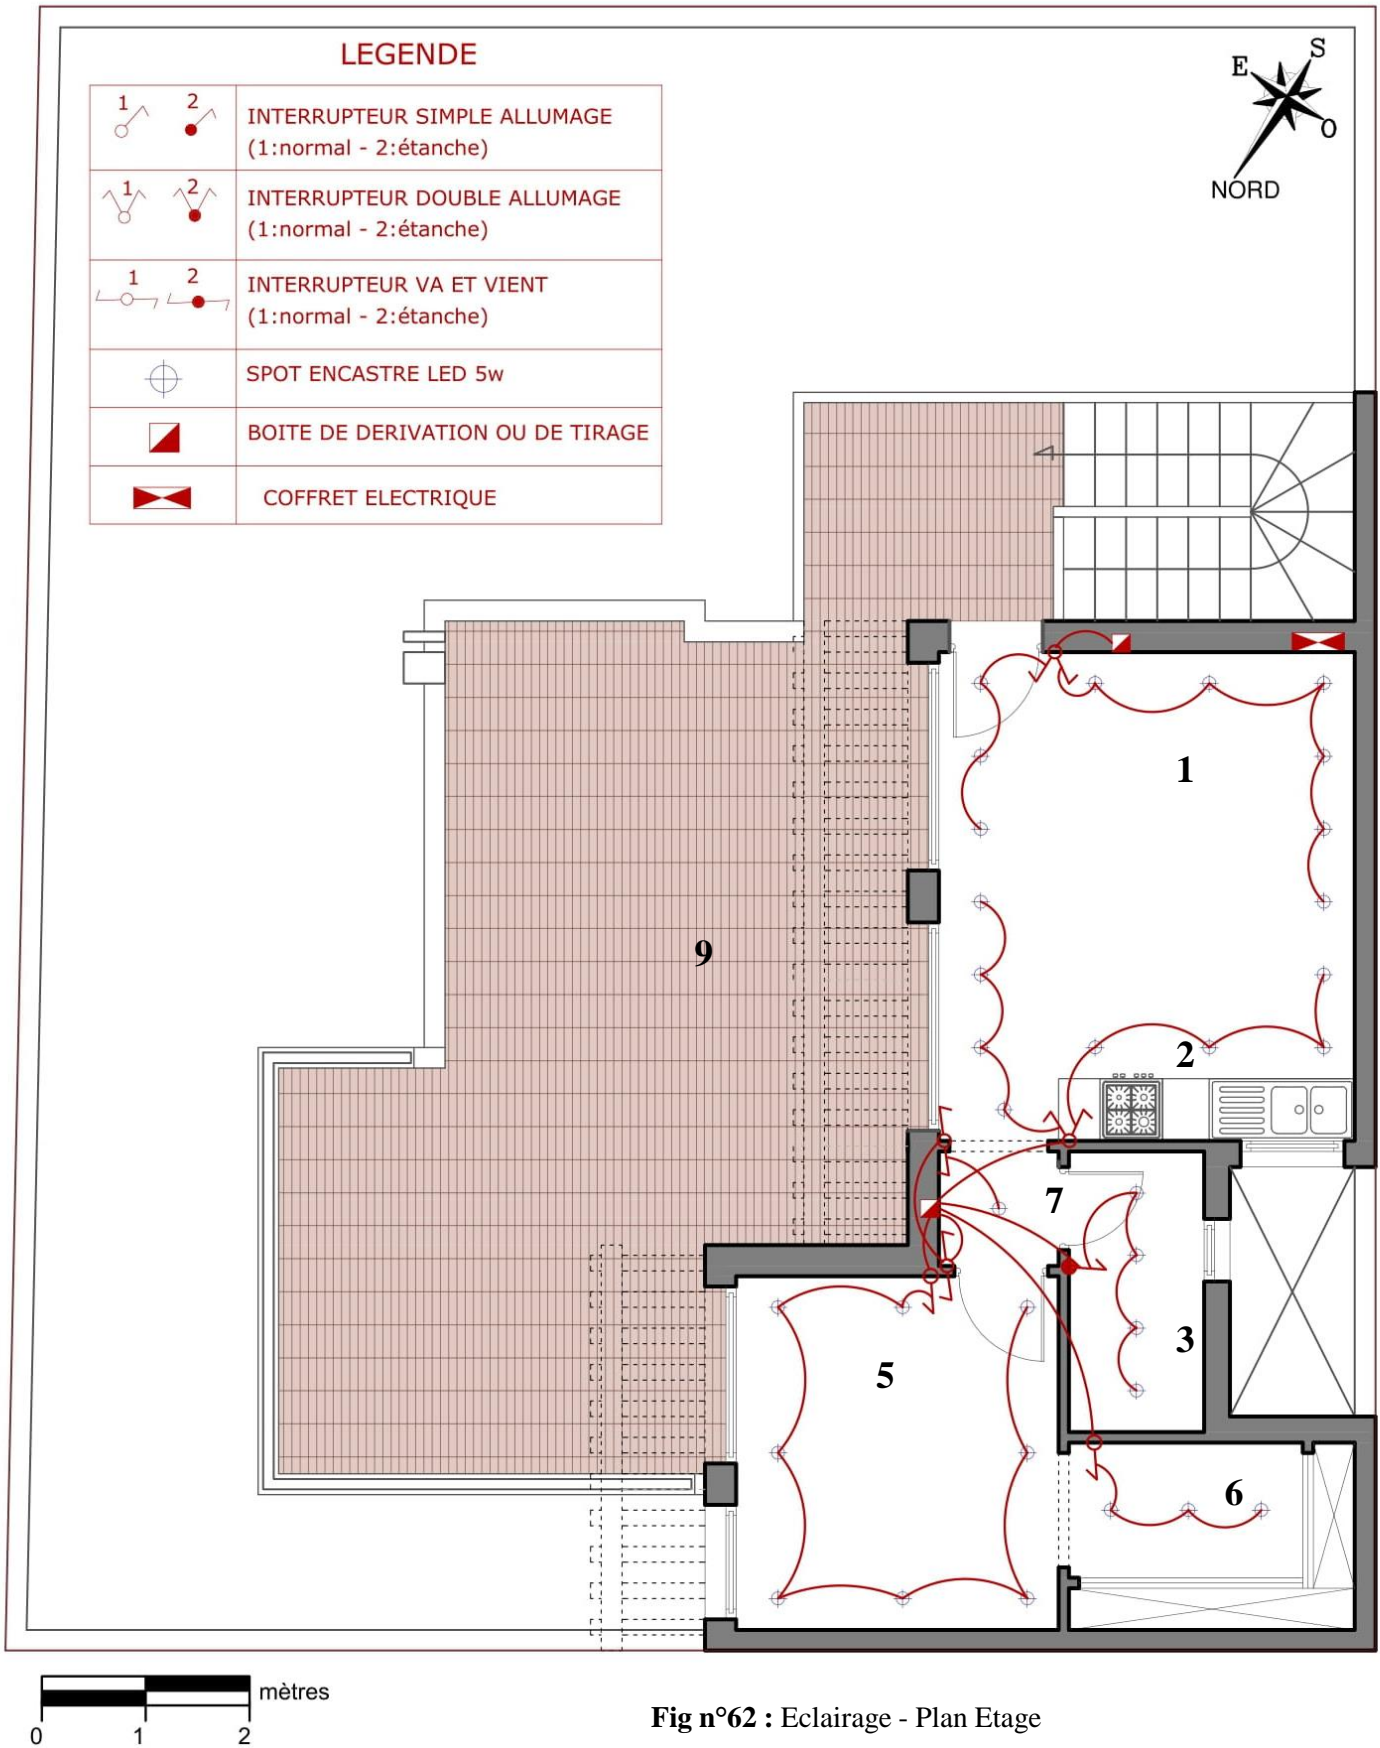 LEGENDE
1 2
INTERRUPTEUR SIMPLE ALLUMAGE
(1:normal - 2:étanche)
1 2
INTERRUPTEUR DOUBLE ALLUMAGE
(1:normal - 2:étanche)
1 2
INTERRUPTEUR VA ET VIENT
(1:normal - 2:étanche)
SPOT ENCASTRE LED 5w
BOITE DE DERIVATION OU DE TIRAGE
COFFRET ELECTRIQUE
S
E
O
NORD
1
9
2
7
3
5
6
mètres
0 1 2
Fig n°62 : Eclairage - Plan Etage